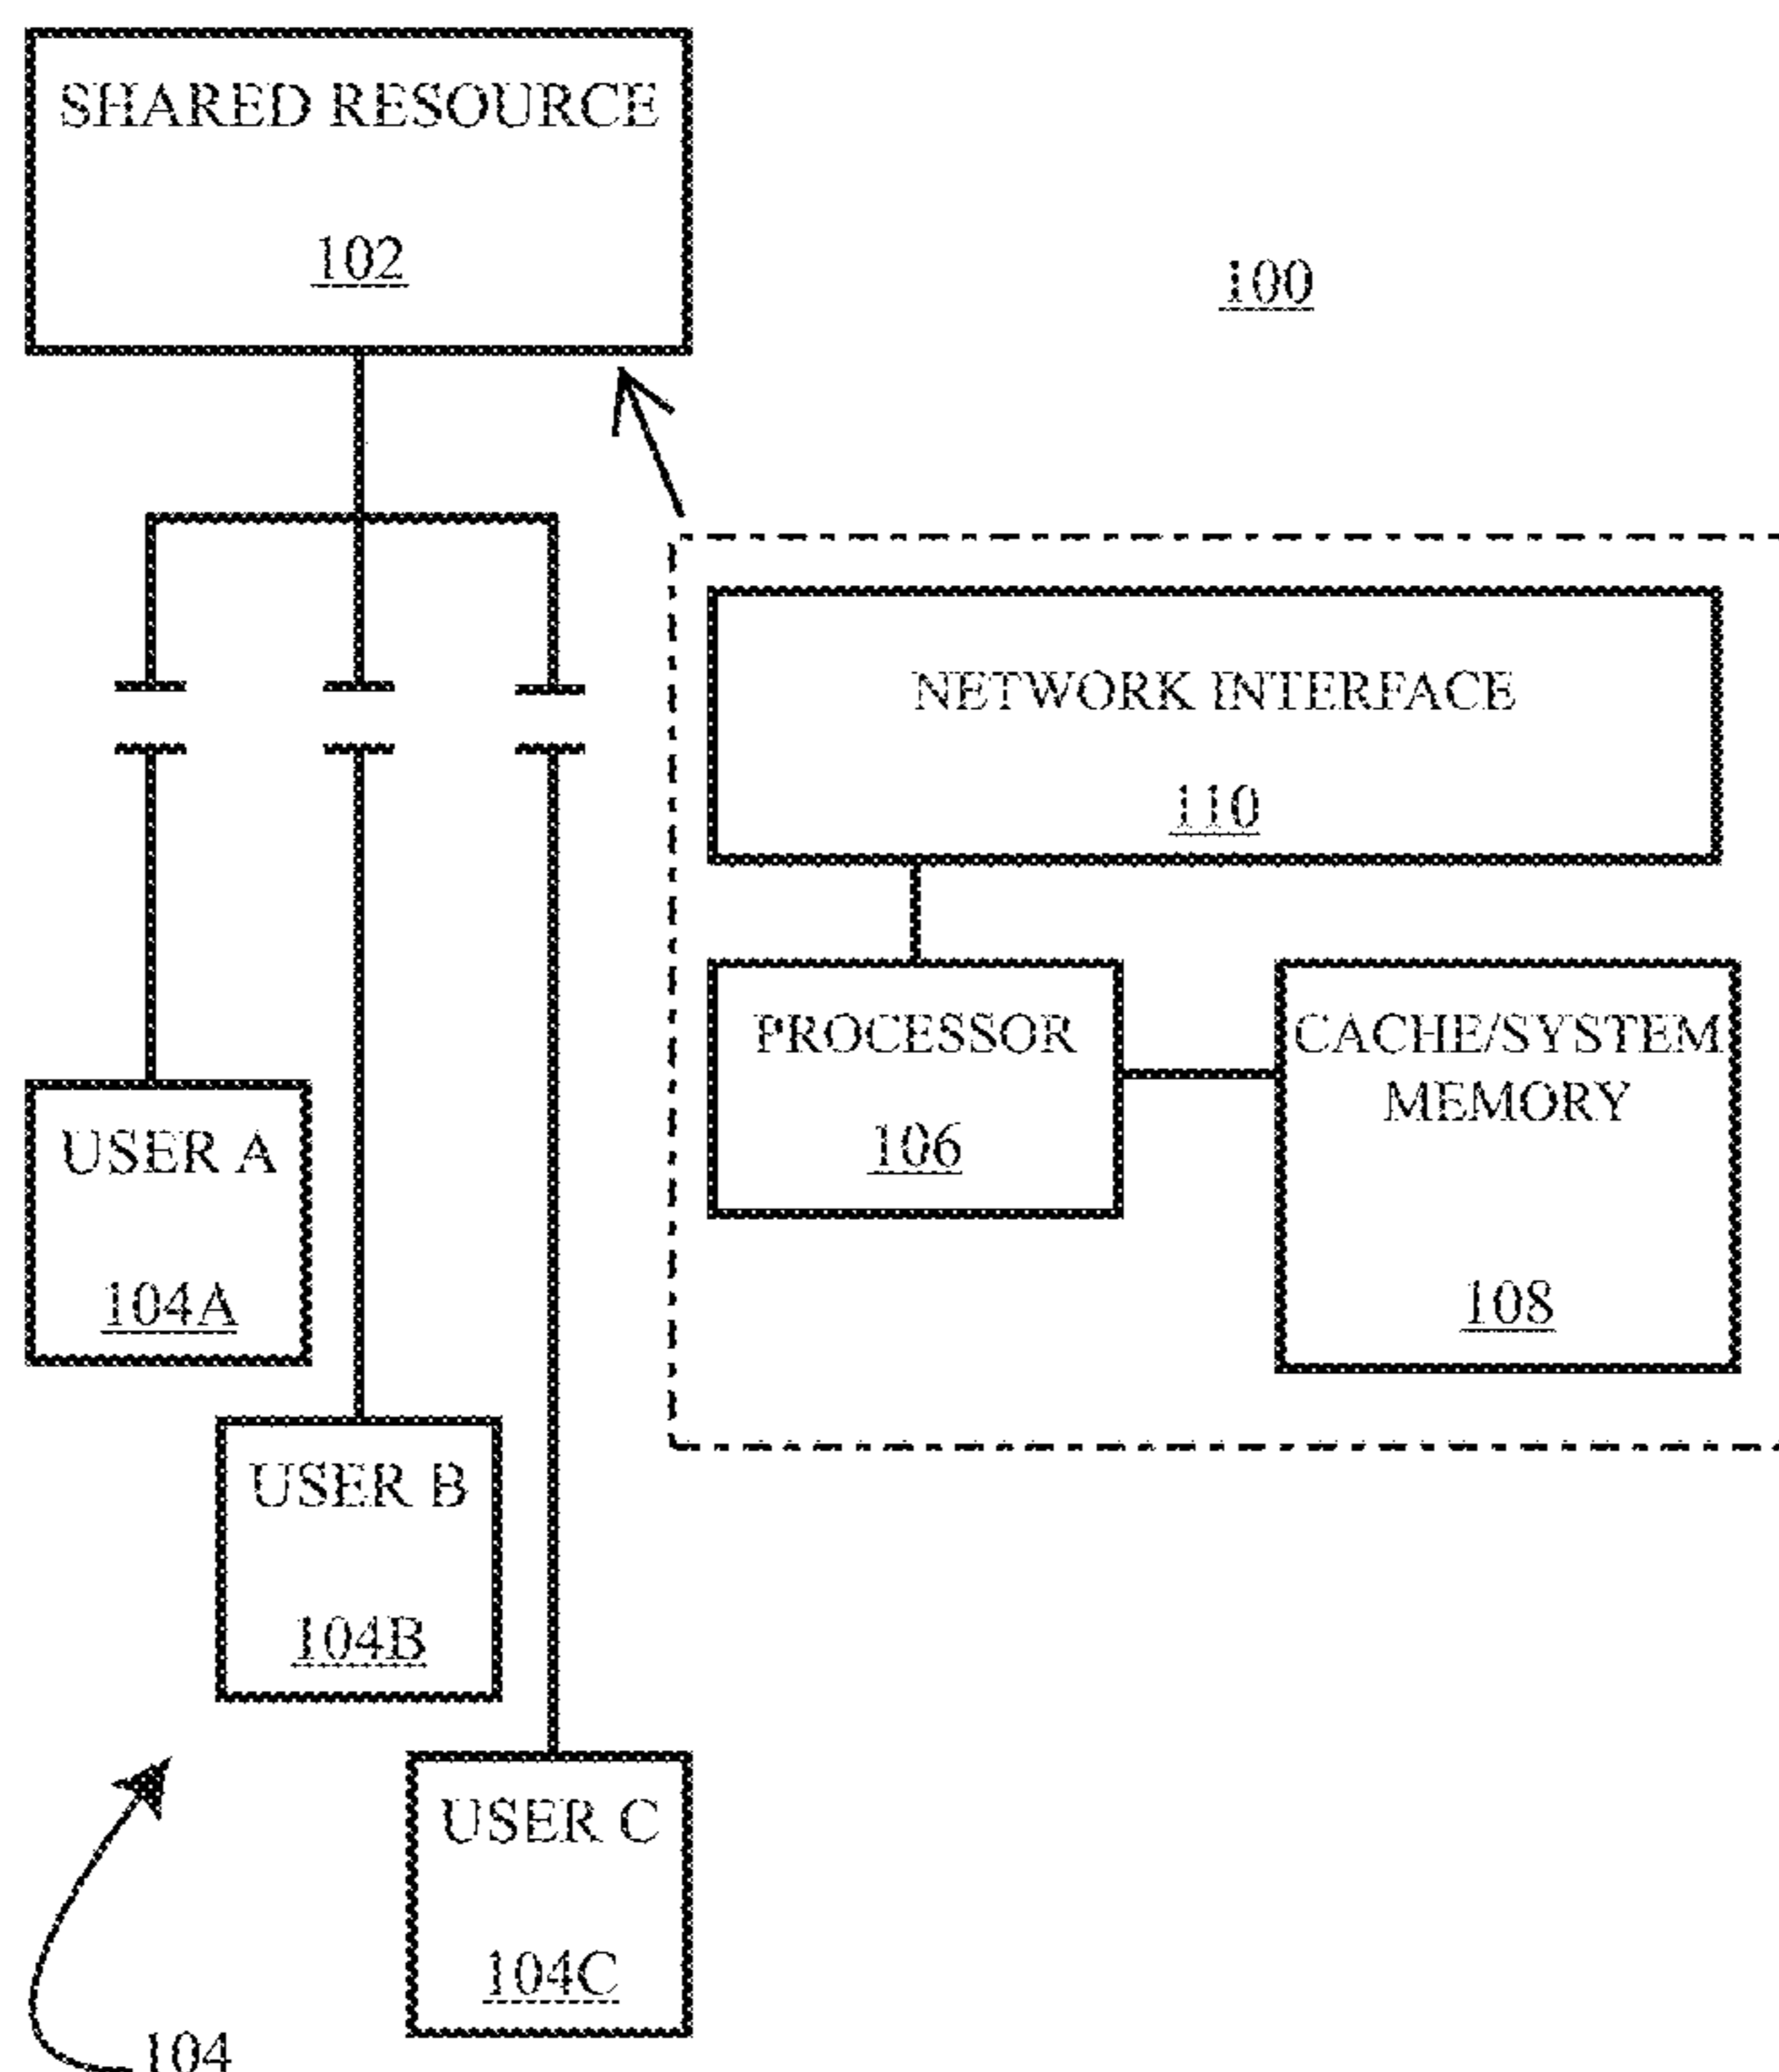 SHARED RESOURCE
102
100
NETWORK INTERFACE
110
PROCESSOR
106
CACHE/SYSTEM
MEMORY
108
USER A
104A
USER B
104B
USER C
104C
104